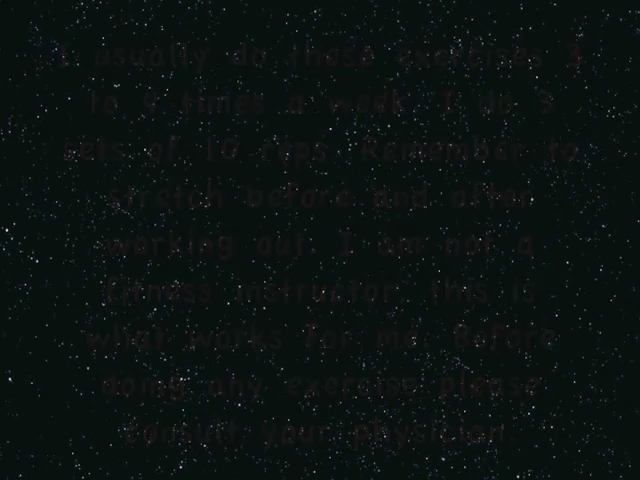 I usually do these exercises 3
to 4 times a week. I do 3
sets of 10 reps. Remember to
stretch before and after
working out. I am not a
fitness instructor, this is
what works for me. Before
doing any exercise please
consult your physician.